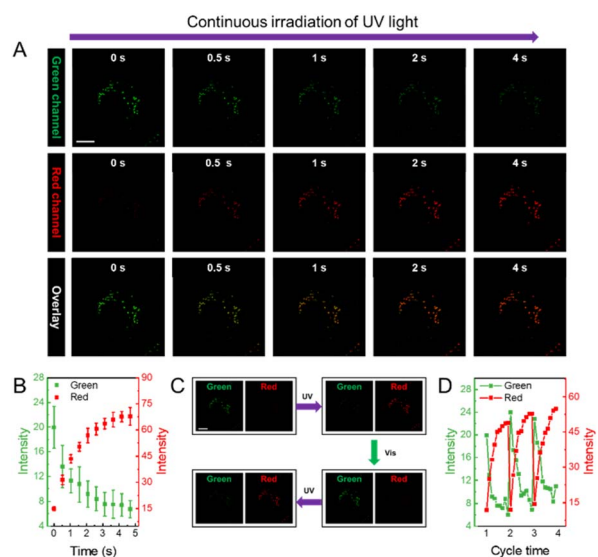 Continuous irradiation of UV light
A
Green channel
0 s
0.5 s
1 s
2 s
4 s
Red channel
0 s
0.5 s
1 s
2 s
4 s
Overlay
0 s
0.5 s
1 s
2 s
4 s
B
Intensity
28
24
20
16
12
8
4
Green
Red
90
75
60
45
30
15
Intensity
0 1 2 3 4 5
Time (s)
C
Green Red
UV
Green Red
Vis
Green Red
UV
Green Red
D
Intensity
28
24
20
16
12
8
4
Green
Red
60
45
30
15
Intensity
1 2 3 4
Cycle time